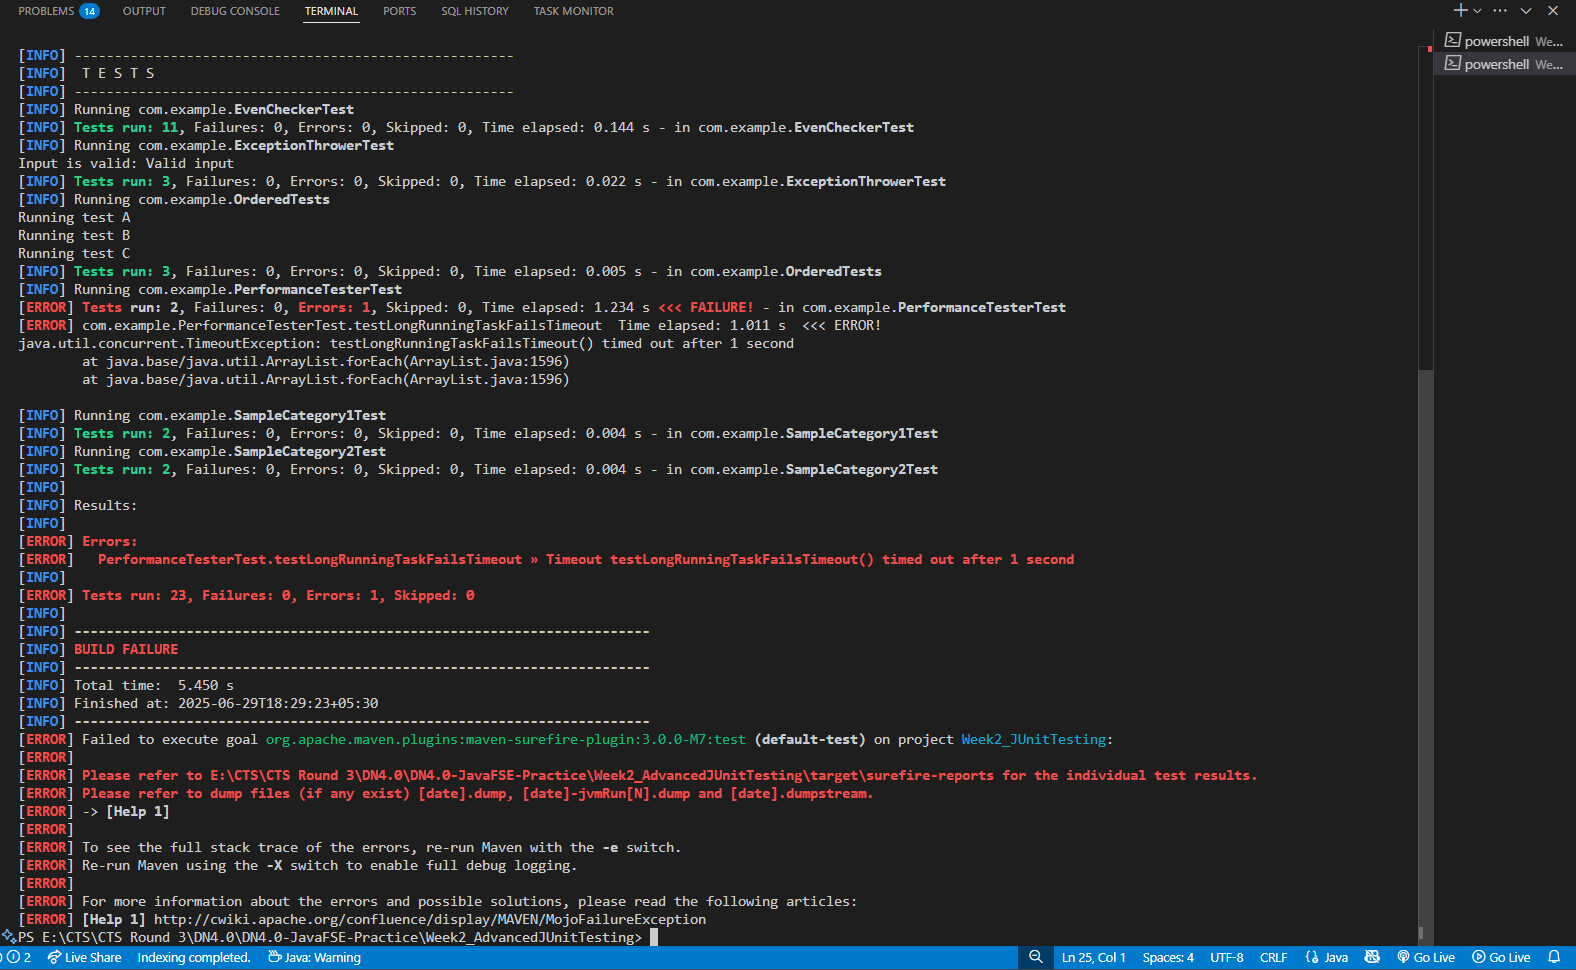 PROBLEMS 14 OUTPUT DEBUG CONSOLE TERMINAL PORTS SQL HISTORY TASK MONITOR
powershell We...
powershell We...
[INFO] -------------------------------------------------------
[INFO]  T E S T S
[INFO] -------------------------------------------------------
[INFO] Running com.example.EvenCheckerTest
[INFO] Tests run: 11, Failures: 0, Errors: 0, Skipped: 0, Time elapsed: 0.144 s - in com.example.EvenCheckerTest
[INFO] Running com.example.ExceptionThrowerTest
Input is valid: Valid input
[INFO] Tests run: 3, Failures: 0, Errors: 0, Skipped: 0, Time elapsed: 0.022 s - in com.example.ExceptionThrowerTest
[INFO] Running com.example.OrderedTests
Running test A
Running test B
Running test C
[INFO] Tests run: 3, Failures: 0, Errors: 0, Skipped: 0, Time elapsed: 0.005 s - in com.example.OrderedTests
[INFO] Running com.example.PerformanceTesterTest
[ERROR] Tests run: 2, Failures: 0, Errors: 1, Skipped: 0, Time elapsed: 1.234 s <<< FAILURE! - in com.example.PerformanceTesterTest
[ERROR] com.example.PerformanceTesterTest.testLongRunningTaskFailsTimeout  Time elapsed: 1.011 s  <<< ERROR!
java.util.concurrent.TimeoutException: testLongRunningTaskFailsTimeout() timed out after 1 second
at java.base/java.util.ArrayList.forEach(ArrayList.java:1596)
at java.base/java.util.ArrayList.forEach(ArrayList.java:1596)
[INFO] Running com.example.SampleCategory1Test
[INFO] Tests run: 2, Failures: 0, Errors: 0, Skipped: 0, Time elapsed: 0.004 s - in com.example.SampleCategory1Test
[INFO] Running com.example.SampleCategory2Test
[INFO] Tests run: 2, Failures: 0, Errors: 0, Skipped: 0, Time elapsed: 0.004 s - in com.example.SampleCategory2Test
[INFO]
[INFO] Results:
[INFO]
[ERROR] Errors:
[ERROR]   PerformanceTesterTest.testLongRunningTaskFailsTimeout » Timeout testLongRunningTaskFailsTimeout() timed out after 1 second
[INFO]
[ERROR] Tests run: 23, Failures: 0, Errors: 1, Skipped: 0
[INFO]
[INFO] ------------------------------------------------------------------------
[INFO] BUILD FAILURE
[INFO] ------------------------------------------------------------------------
[INFO] Total time:  5.450 s
[INFO] Finished at: 2025-06-29T18:29:23+05:30
[INFO] ------------------------------------------------------------------------
[ERROR] Failed to execute goal org.apache.maven.plugins:maven-surefire-plugin:3.0.0-M7:test (default-test) on project Week2_JUnitTesting:
[ERROR]
[ERROR] Please refer to E:\CTS\CTS Round 3\DN4.0\DN4.0-JavaFSE-Practice\Week2_AdvancedJUnitTesting\target\surefire-reports for the individual test results.
[ERROR] Please refer to dump files (if any exist) [date].dump, [date]-jvmRun[N].dump and [date].dumpstream.
[ERROR] -> [Help 1]
[ERROR]
[ERROR] To see the full stack trace of the errors, re-run Maven with the -e switch.
[ERROR] Re-run Maven using the -X switch to enable full debug logging.
[ERROR]
[ERROR] For more information about the errors and possible solutions, please read the following articles:
[ERROR] [Help 1] http://cwiki.apache.org/confluence/display/MAVEN/MojoFailureException
PS E:\CTS\CTS Round 3\DN4.0\DN4.0-JavaFSE-Practice\Week2_AdvancedJUnitTesting>
2 Live Share Indexing completed. Java: Warning Ln 25, Col 1 Spaces: 4 UTF-8 CRLF {} Java Go Live Go Live